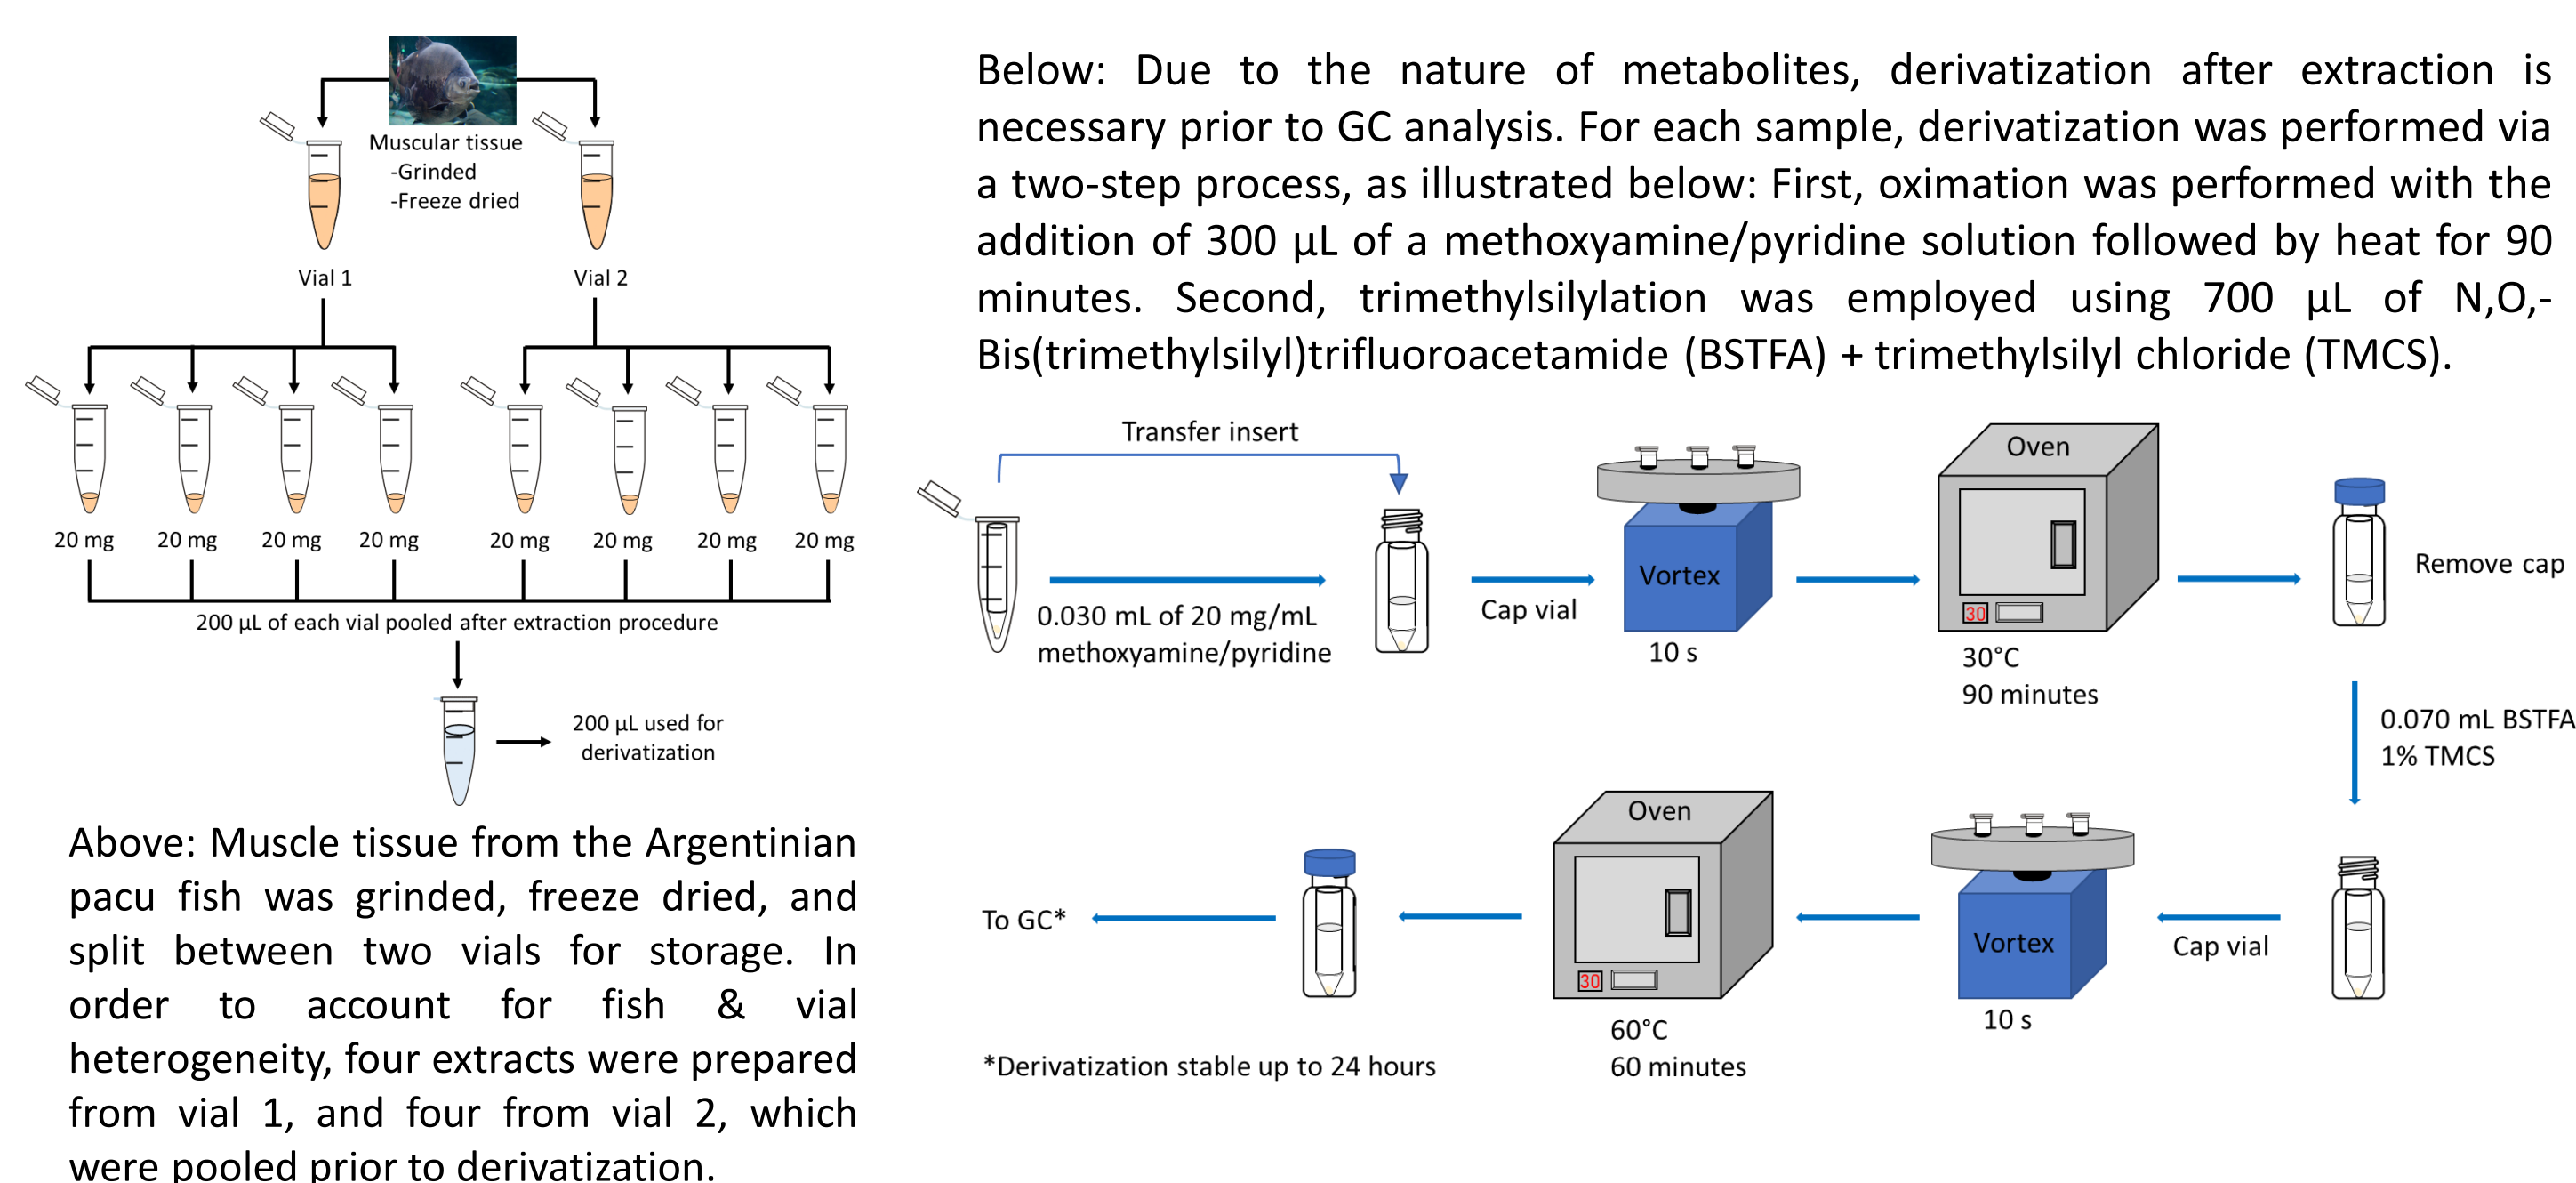 Muscular tissue
-Grinded
-Freeze dried
Vial 1
Vial 2
20 mg
20 mg
20 mg
20 mg
20 mg
20 mg
20 mg
20 mg
200 µL of each vial pooled after extraction procedure
200 µL used for
derivatization
Above: Muscle tissue from the Argentinian
pacu fish was grinded, freeze dried, and
split between two vials for storage. In
order to account for fish & vial
heterogeneity, four extracts were prepared
from vial 1, and four from vial 2, which
were pooled prior to derivatization.
Below: Due to the nature of metabolites, derivatization after extraction is
necessary prior to GC analysis. For each sample, derivatization was performed via
a two-step process, as illustrated below: First, oximation was performed with the
addition of 300 µL of a methoxyamine/pyridine solution followed by heat for 90
minutes. Second, trimethylsilylation was employed using 700 µL of N,O,-
Bis(trimethylsilyl)trifluoroacetamide (BSTFA) + trimethylsilyl chloride (TMCS).
Transfer insert
0.030 mL of 20 mg/mL
methoxyamine/pyridine
Cap vial
Vortex
10 s
Oven
30
30°C
90 minutes
Remove cap
0.070 mL BSTFA
1% TMCS
Cap vial
Vortex
10 s
Oven
30
60°C
60 minutes
To GC*
*Derivatization stable up to 24 hours